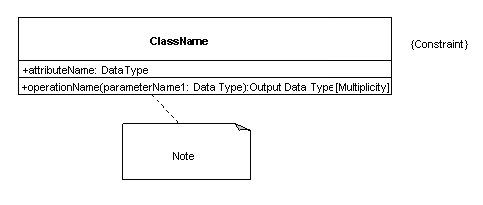 ClassName
{Constraint}
+attributeName: DataType
+operationName(parameterName1: Data Type):Output Data Type[Multiplicity]
Note